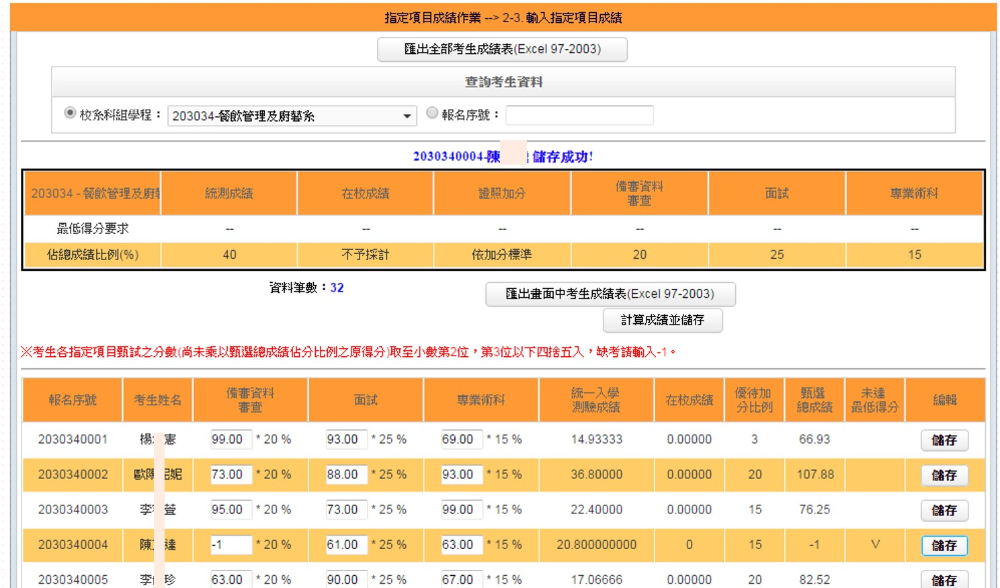 指定項目成績作業 --> 2-3. 輸入指定項目成績
匯出全部考生成績表(Excel 97-2003)
查詢考生資料
校系科組學程： 203034-餐飲管理及廚藝系 報名序號：
2030340004-陳 儲存成功!
203034 - 餐飲管理及廚 統測成績 在校成績 證照加分 備審資料審查 面試 專業術科
最低得分要求 -- -- -- -- -- --
佔總成績比例(%) 40 不予採計 依加分標準 20 25 15
資料筆數：32 匯出畫面中考生成績表(Excel 97-2003)
計算成績並儲存
※考生各指定項目甄試之分數(尚未乘以甄選總成績佔分比例之原得分)取至小數第2位，第3位以下四捨五入，缺考請輸入-1。
報名序號 考生姓名 備審資料審查 面試 專業術科 統一入學測驗成績 在校成績 優待加分比例 甄選總成績 未達最低得分 編輯
2030340001 楊 憲 99.00 * 20 % 93.00 * 25 % 69.00 * 15 % 14.93333 0.00000 3 66.93 儲存
2030340002 歐陽 妮 73.00 * 20 % 88.00 * 25 % 93.00 * 15 % 36.80000 0.00000 20 107.88 儲存
2030340003 李 萱 95.00 * 20 % 73.00 * 25 % 99.00 * 15 % 22.40000 0.00000 15 76.25 儲存
2030340004 陳 達 -1 * 20 % 61.00 * 25 % 63.00 * 15 % 20.800000000 0 15 -1 V 儲存
2030340005 李 珍 63.00 * 20 % 90.00 * 25 % 67.00 * 15 % 17.06666 0.00000 20 82.52 儲存